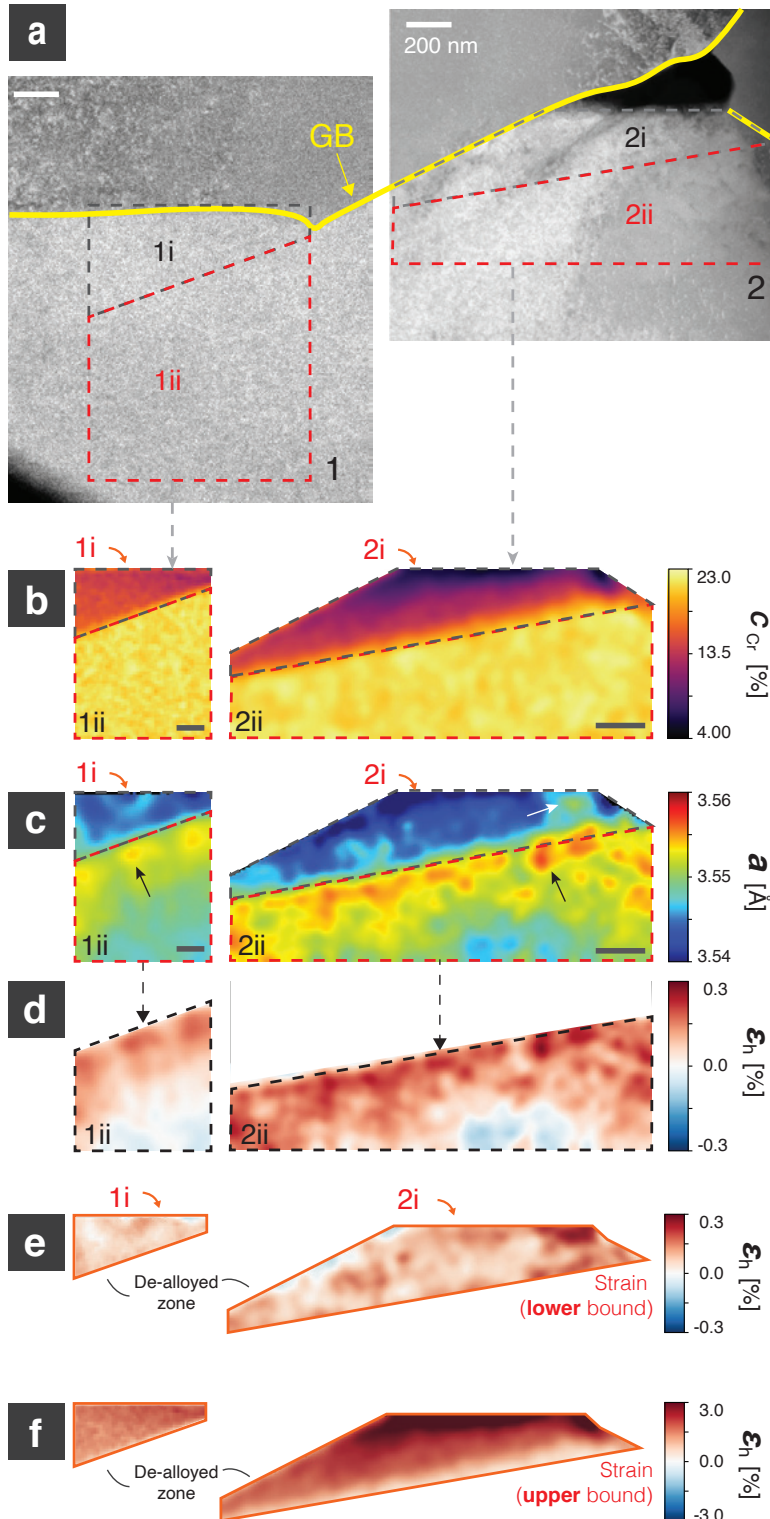 a
200 nm
GB
2i
1i
2ii
1ii
2
1
1i
2i
b
23.0
13.5
4.00
c Cr [%]
1ii
2ii
1i
2i
c
3.56
3.55
3.54
a [Å]
1ii
2ii
d
0.3
0.0
-0.3
εh [%]
1ii
2ii
1i
2i
e
0.3
0.0
-0.3
εh [%]
De-alloyed
zone
Strain
(lower bound)
f
3.0
0.0
-3.0
εh [%]
De-alloyed
zone
Strain
(upper bound)